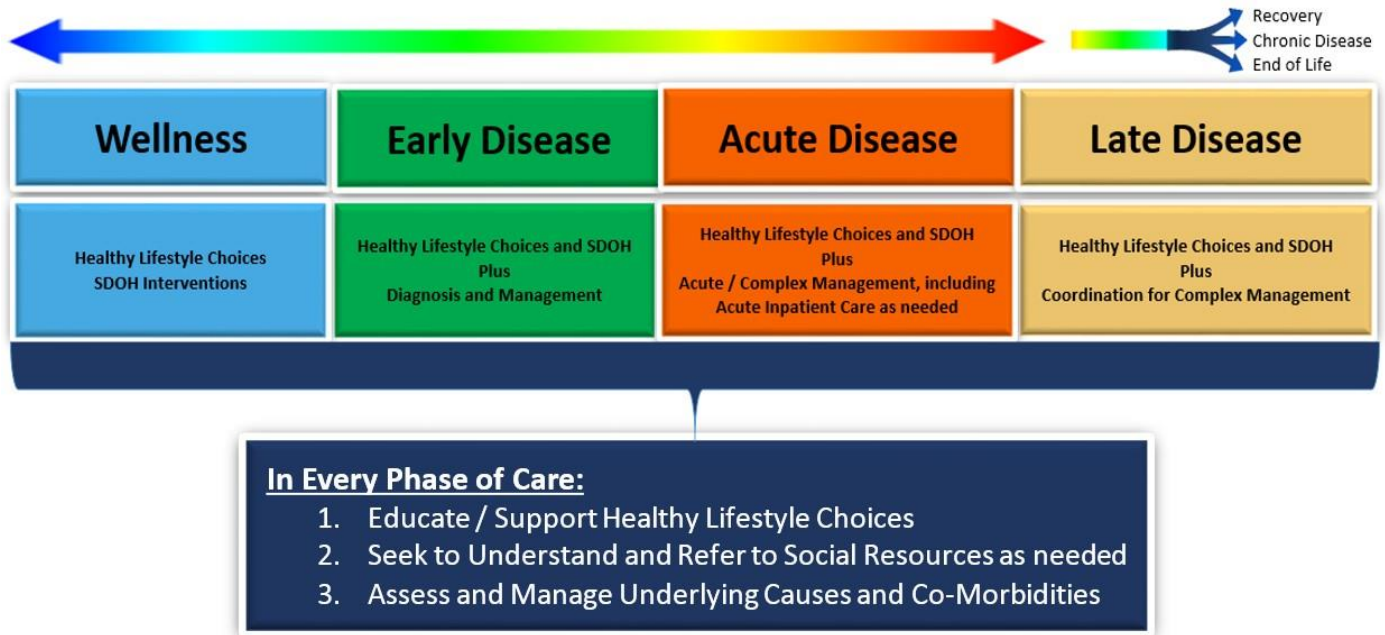 Recovery
Chronic Disease
End of Life
Wellness
Early Disease
Acute Disease
Late Disease
Healthy Lifestyle Choices
SDOH Interventions
Healthy Lifestyle Choices and SDOH
Plus
Diagnosis and Management
Healthy Lifestyle Choices and SDOH
Plus
Acute / Complex Management, including
Acute Inpatient Care as needed
Healthy Lifestyle Choices and SDOH
Plus
Coordination for Complex Management
In Every Phase of Care:
1. Educate / Support Healthy Lifestyle Choices
2. Seek to Understand and Refer to Social Resources as needed
3. Assess and Manage Underlying Causes and Co-Morbidities